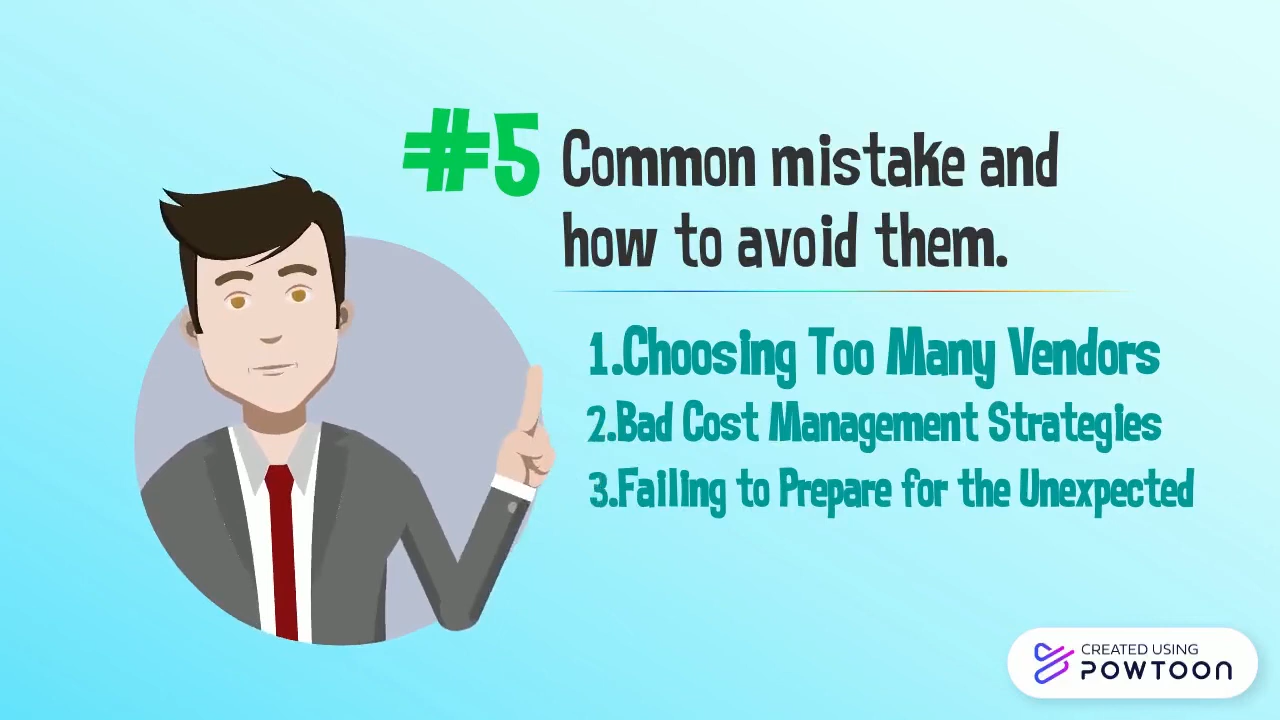 #5 Common mistake and
how to avoid them.
1.Choosing Too Many Vendors
2.Bad Cost Management Strategies
3.Failing to Prepare for the Unexpected
CREATED USING
POWTOON